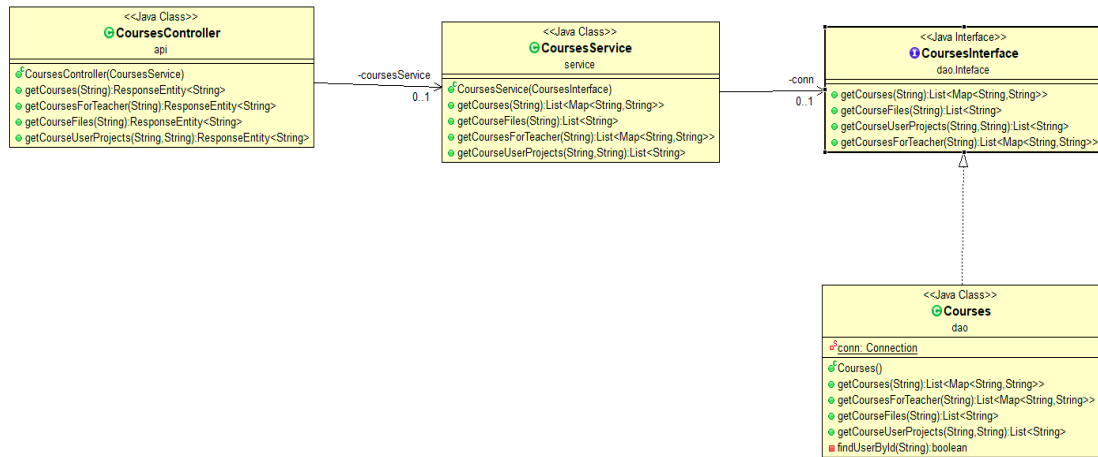 <<Java Class>>
CoursesController
api
CoursesController(CoursesService)
getCourses(String):ResponseEntity<String>
getCoursesForTeacher(String):ResponseEntity<String>
getCourseFiles(String):ResponseEntity<String>
getCourseUserProjects(String,String):ResponseEntity<String>
-coursesService
0..1
<<Java Class>>
CoursesService
service
CoursesService(CoursesInterface)
getCourses(String):List<Map<String,String>>
getCourseFiles(String):List<String>
getCoursesForTeacher(String):List<Map<String,String>>
getCourseUserProjects(String,String):List<String>
-conn
0..1
<<Java Interface>>
CoursesInterface
dao.Inteface
getCourses(String):List<Map<String,String>>
getCourseFiles(String):List<String>
getCourseUserProjects(String,String):List<String>
getCoursesForTeacher(String):List<Map<String,String>>
<<Java Class>>
Courses
dao
conn: Connection
Courses()
getCourses(String):List<Map<String,String>>
getCoursesForTeacher(String):List<Map<String,String>>
getCourseFiles(String):List<String>
getCourseUserProjects(String,String):List<String>
findUserById(String):boolean